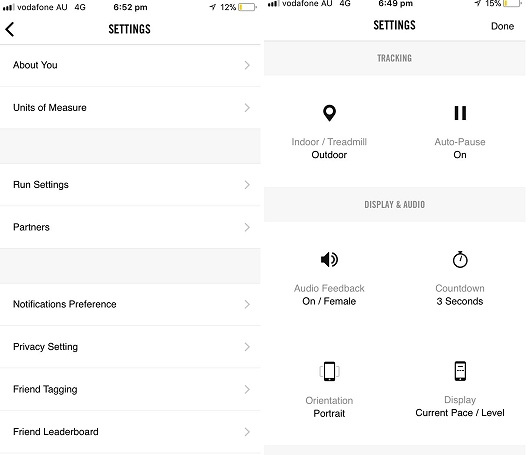 vodafone AU 4G 6:52 pm 12%
SETTINGS
About You
Units of Measure
Run Settings
Partners
Notifications Preference
Privacy Setting
Friend Tagging
Friend Leaderboard
vodafone AU 4G 6:49 pm 15%
SETTINGS Done
TRACKING
Indoor / Treadmill Auto-Pause
Outdoor On
DISPLAY & AUDIO
Audio Feedback Countdown
On / Female 3 Seconds
Orientation Display
Portrait Current Pace / Level